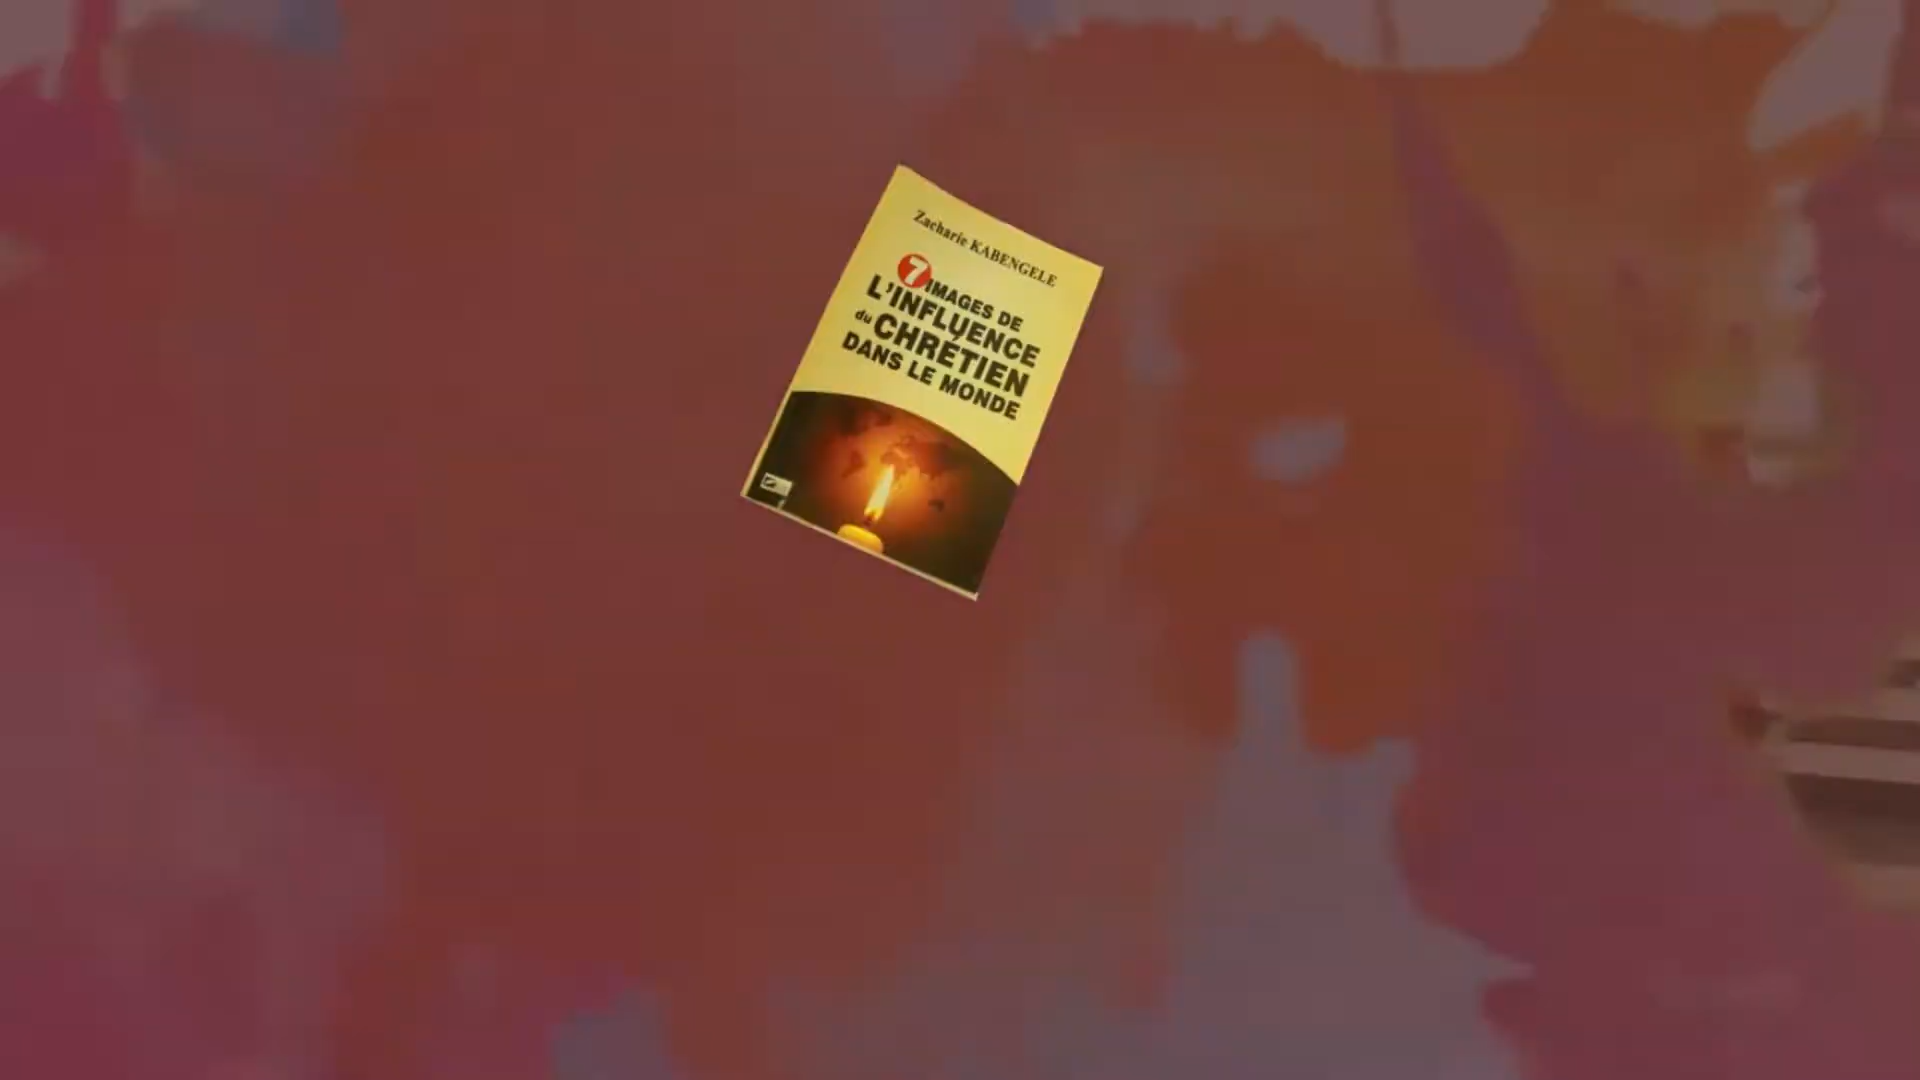 Zacharie KABENGELE
7 IMAGES DE
L'INFLUENCE
du CHRÉTIEN
DANS LE MONDE